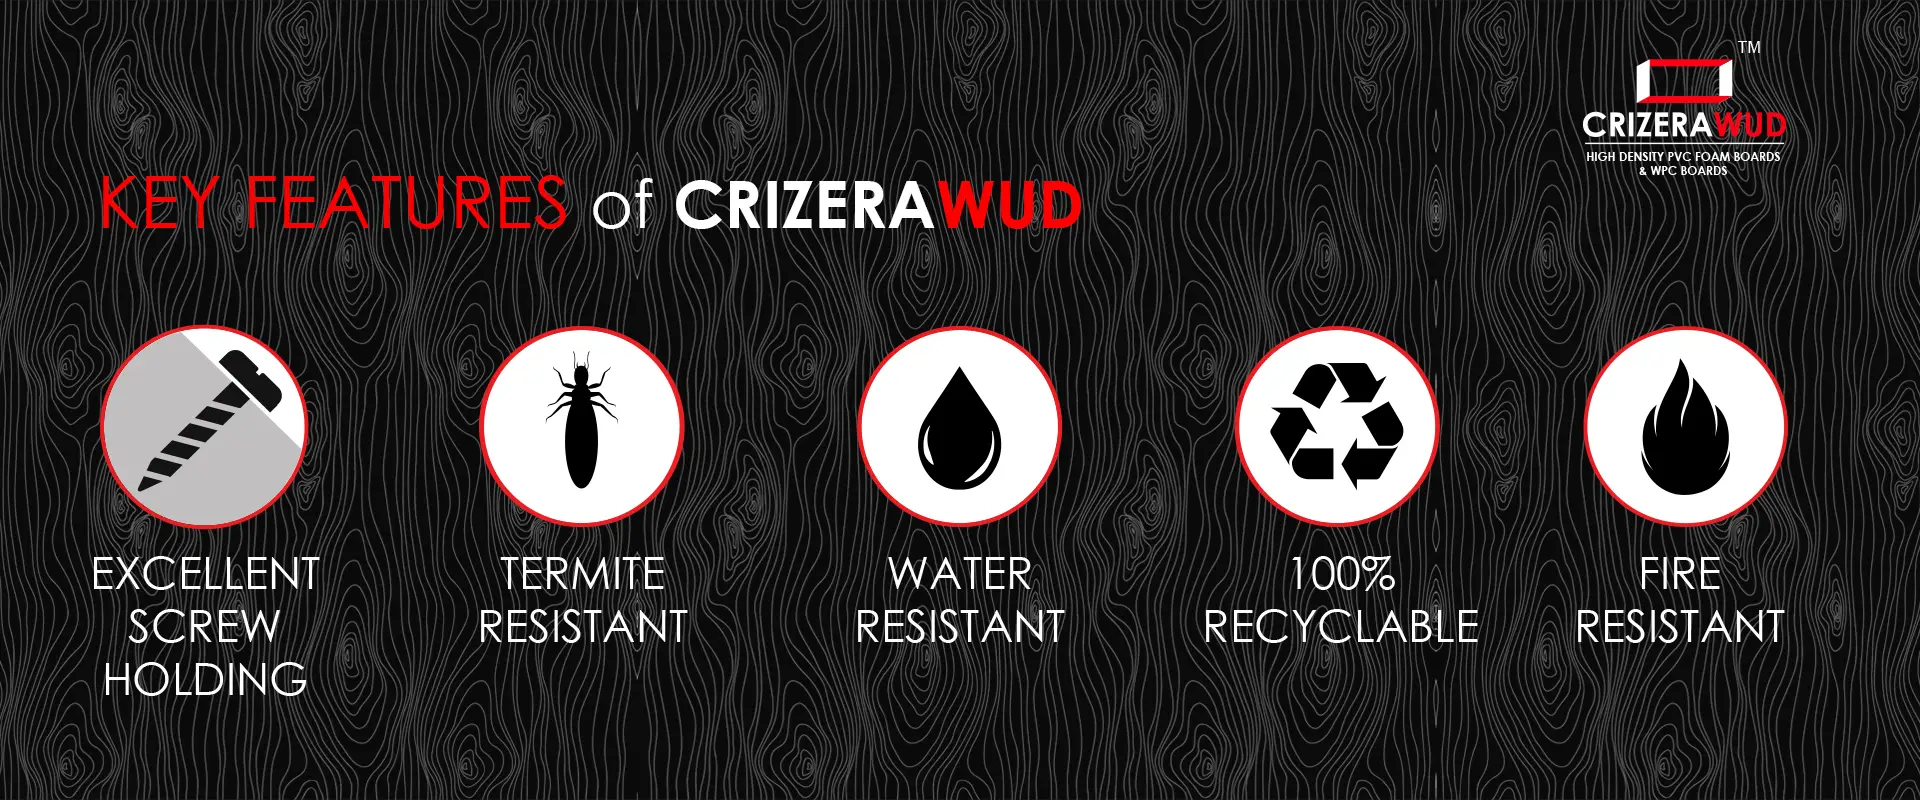 TM
CRIZERAWUD
HIGH DENSITY PVC FOAM BOARDS
& WPC BOARDS
KEY FEATURES of CRIZERAWUD
EXCELLENT
SCREW
HOLDING
TERMITE
RESISTANT
WATER
RESISTANT
100%
RECYCLABLE
FIRE
RESISTANT